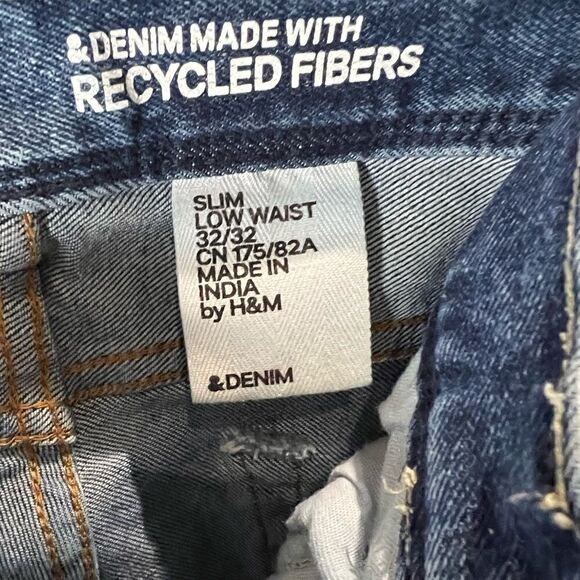 &DENIM MADE WITH
RECYCLED FIBERS
SLIM
LOW WAIST
32/32
CN 175/82A
MADE IN
INDIA
by H&M
&DENIM